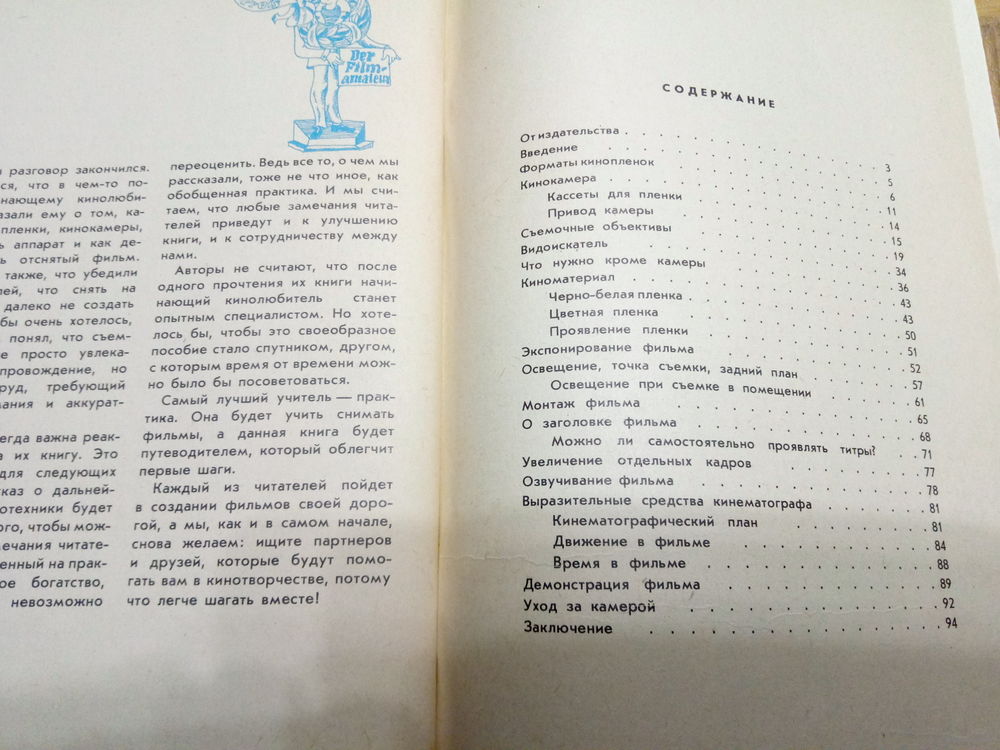 Der
Film-
amateur
ы разговор закончился.
ся, что в чем-то по-
нающему кинолюби-
азали ему о том, ка-
пленки, кинокамеры,
ь аппарат и как де-
ь отснятый фильм.
также, что убедили
лей, что снять на
далеко не создать
бы очень хотелось,
понял, что съем-
е просто увлека-
провождение, но
руд, требующий
мания и аккурат-
егда важна реак-
а их книгу. Это
для следующих
каз о дальней-
отехники будет
ого, чтобы мож-
мечания читате-
енный на прак-
ое богатство,
невозможно
переоценить. Ведь все то, о чем мы
рассказали, тоже не что иное, как
обобщенная практика. И мы счи-
таем, что любые замечания чита-
телей приведут и к улучшению
книги, и к сотрудничеству между
нами.
Авторы не считают, что после
одного прочтения их книги начи-
нающий кинолюбитель станет
опытным специалистом. Но хоте-
лось бы, чтобы это своеобразное
пособие стало спутником, другом,
с которым время от времени мож-
но было бы посоветоваться.
Самый лучший учитель — прак-
тика. Она будет учить снимать
фильмы, а данная книга будет
путеводителем, который облегчит
первые шаги.
Каждый из читателей пойдет
в создании фильмов своей доро-
гой, а мы, как и в самом начале,
снова желаем: ищите партнеров
и друзей, которые будут помо-
гать вам в кинотворчестве, потому
что легче шагать вместе!
СОДЕРЖАНИЕ
От издательства . . . 3
Введение . . . 5
Форматы кинопленок . . . 6
Кинокамера . . . 11
Кассеты для пленки . . . 14
Привод камеры . . . 15
Съемочные объективы . . . 19
Видоискатель . . . 34
Что нужно кроме камеры . . . 36
Киноматериал . . . 43
Черно-белая пленка . . . 43
Цветная пленка . . . 50
Проявление пленки . . . 51
Экспонирование фильма . . . 52
Освещение, точка съемки, задний план . . . 57
Освещение при съемке в помещении . . . 61
Монтаж фильма . . . 65
О заголовке фильма . . . 68
Можно ли самостоятельно проявлять титры? . . . 71
Увеличение отдельных кадров . . . 77
Озвучивание фильма . . . 78
Выразительные средства кинематографа . . . 81
Кинематографический план . . . 81
Движение в фильме . . . 84
Время в фильме . . . 88
Демонстрация фильма . . . 89
Уход за камерой . . . 92
Заключение . . . 94